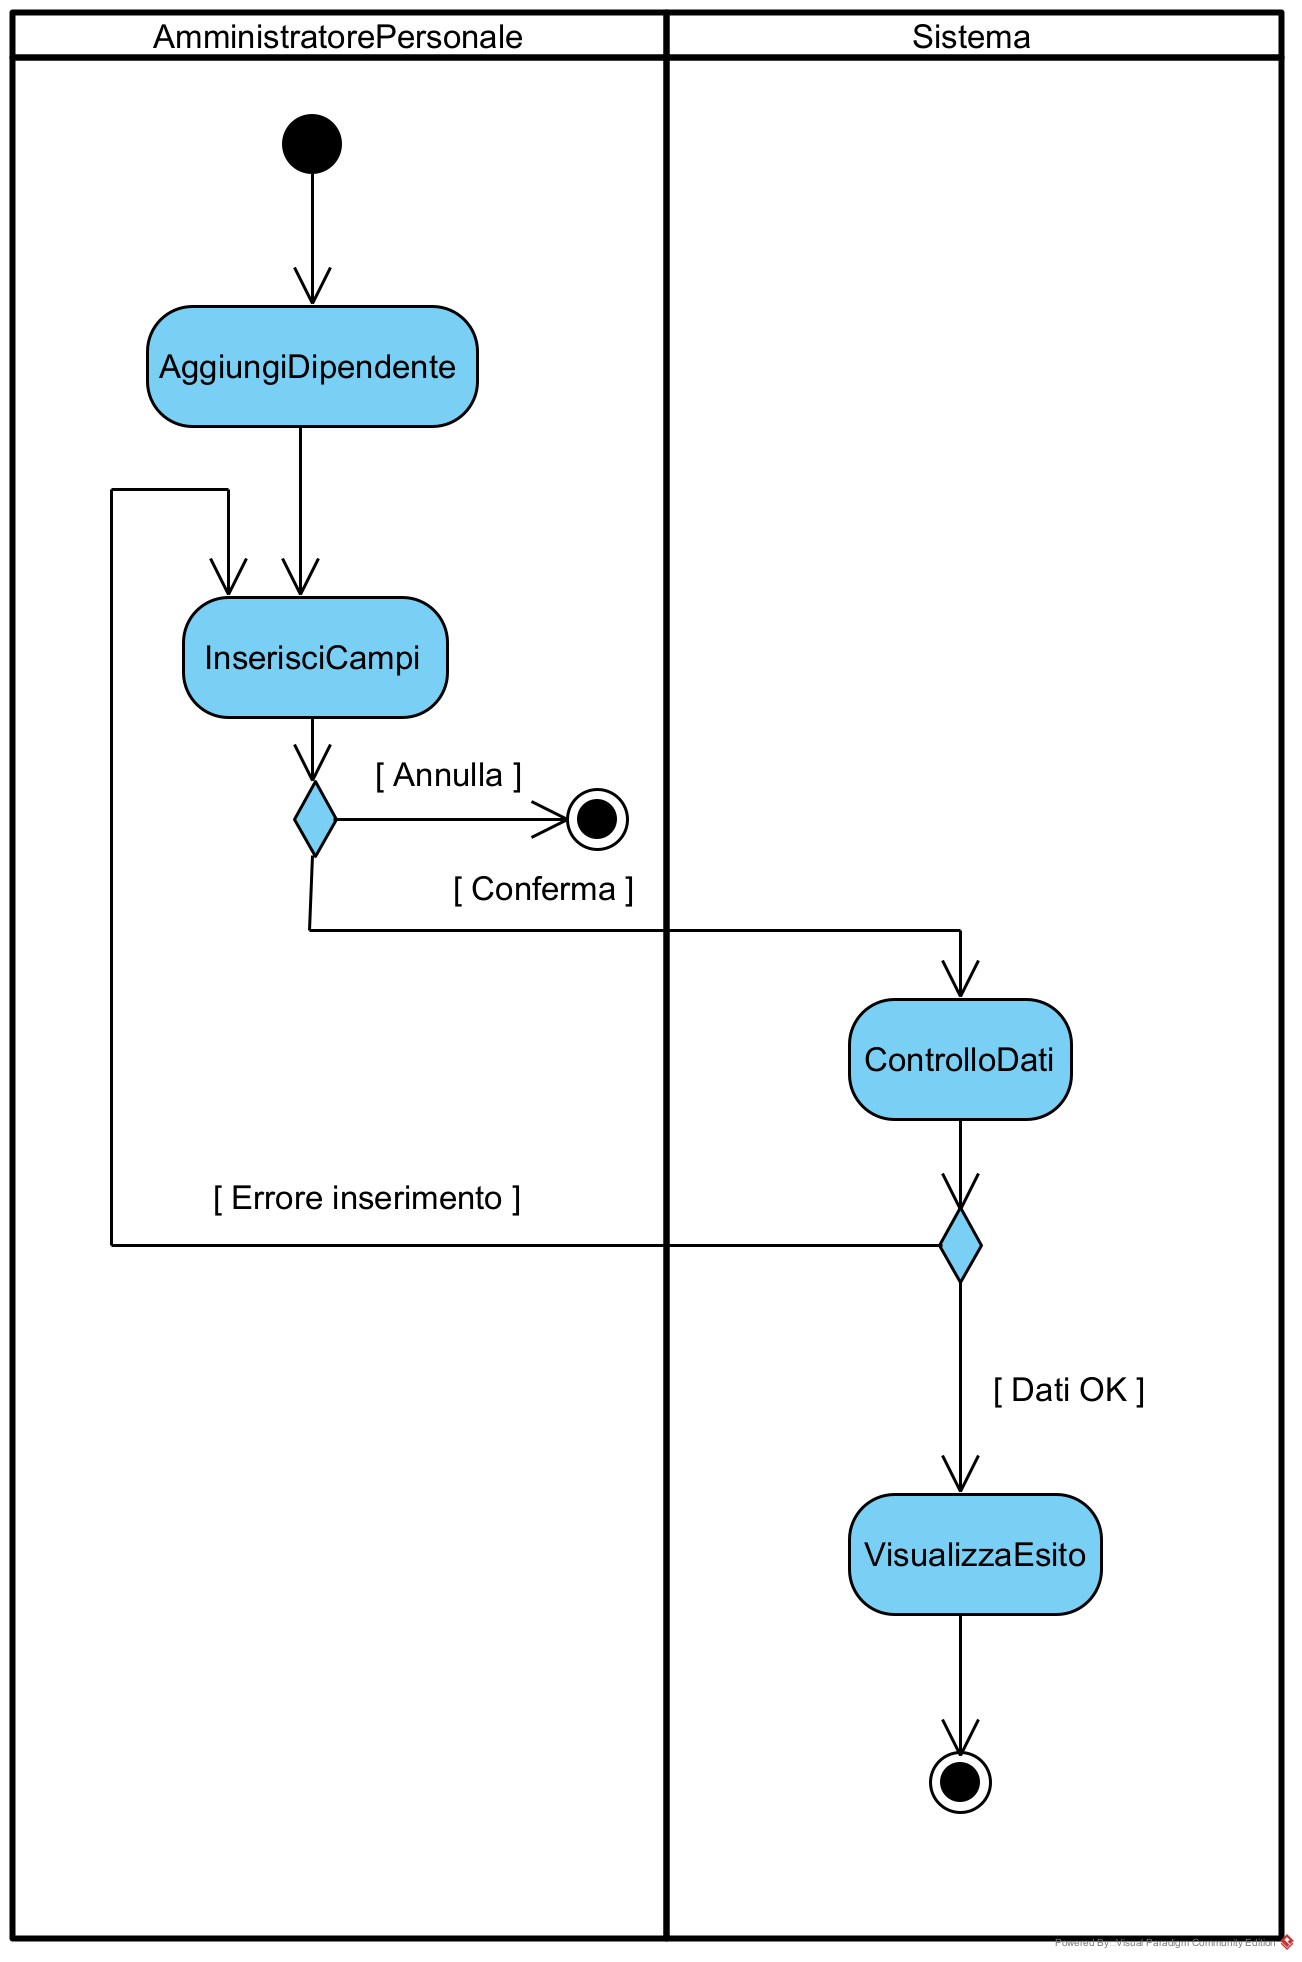 AmministratorePersonale
Sistema
AggiungiDipendente
InserisciCampi
[ Annulla ]
[ Conferma ]
ControlloDati
[ Errore inserimento ]
[ Dati OK ]
VisualizzaEsito
Powered By: Visual Paradigm Community Edition